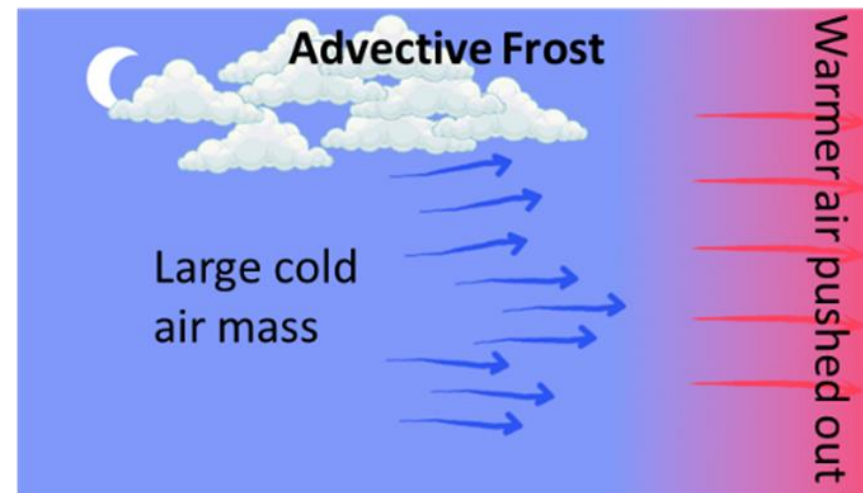 Advective Frost
Large cold
air mass
Warmer air pushed out